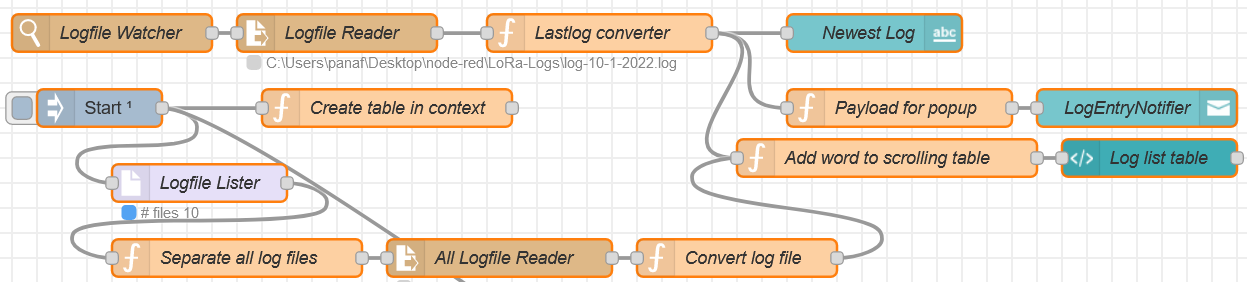 Logfile Watcher
Logfile Reader
Lastlog converter
Newest Log
abc
C:\Users\panaf\Desktop\node-red\LoRa-Logs\log-10-1-2022.log
Start ¹
Create table in context
Payload for popup
LogEntryNotifier
Add word to scrolling table
</> Log list table
Logfile Lister
# files 10
Separate all log files
All Logfile Reader
Convert log file